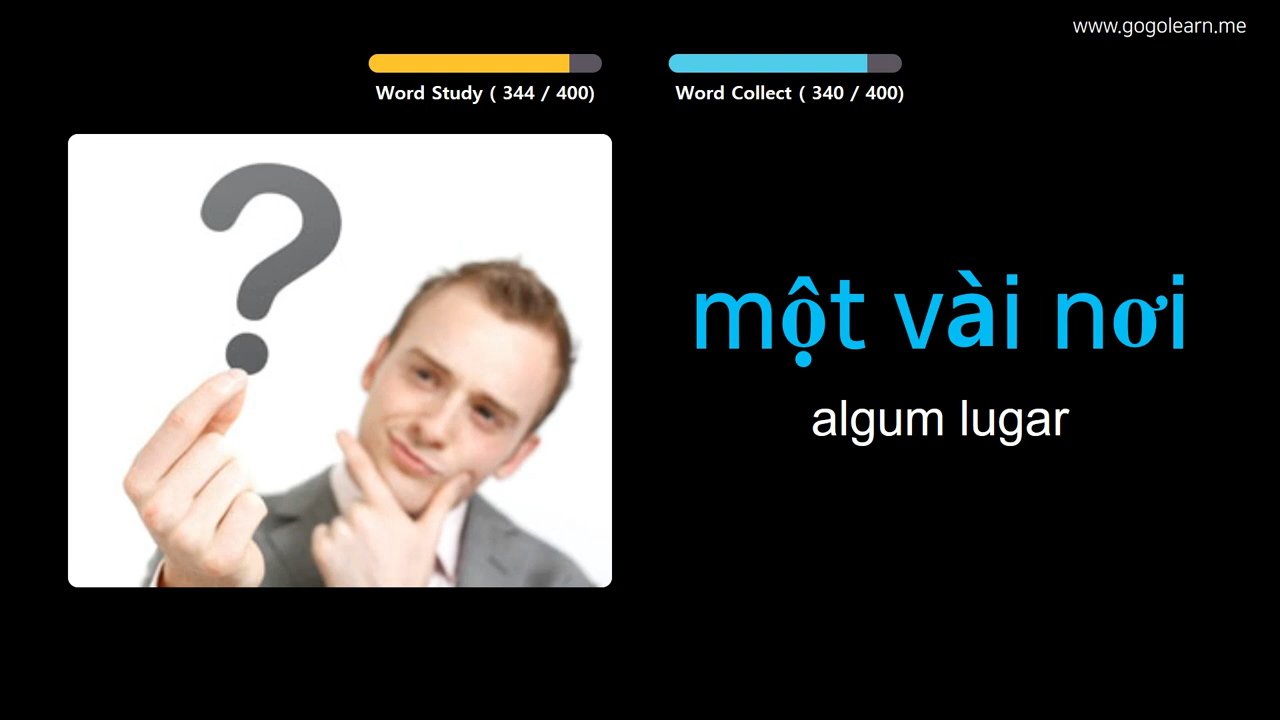 www.gogolearn.me
Word Study ( 344 / 400)
Word Collect ( 340 / 400)
một vài nơi
algum lugar